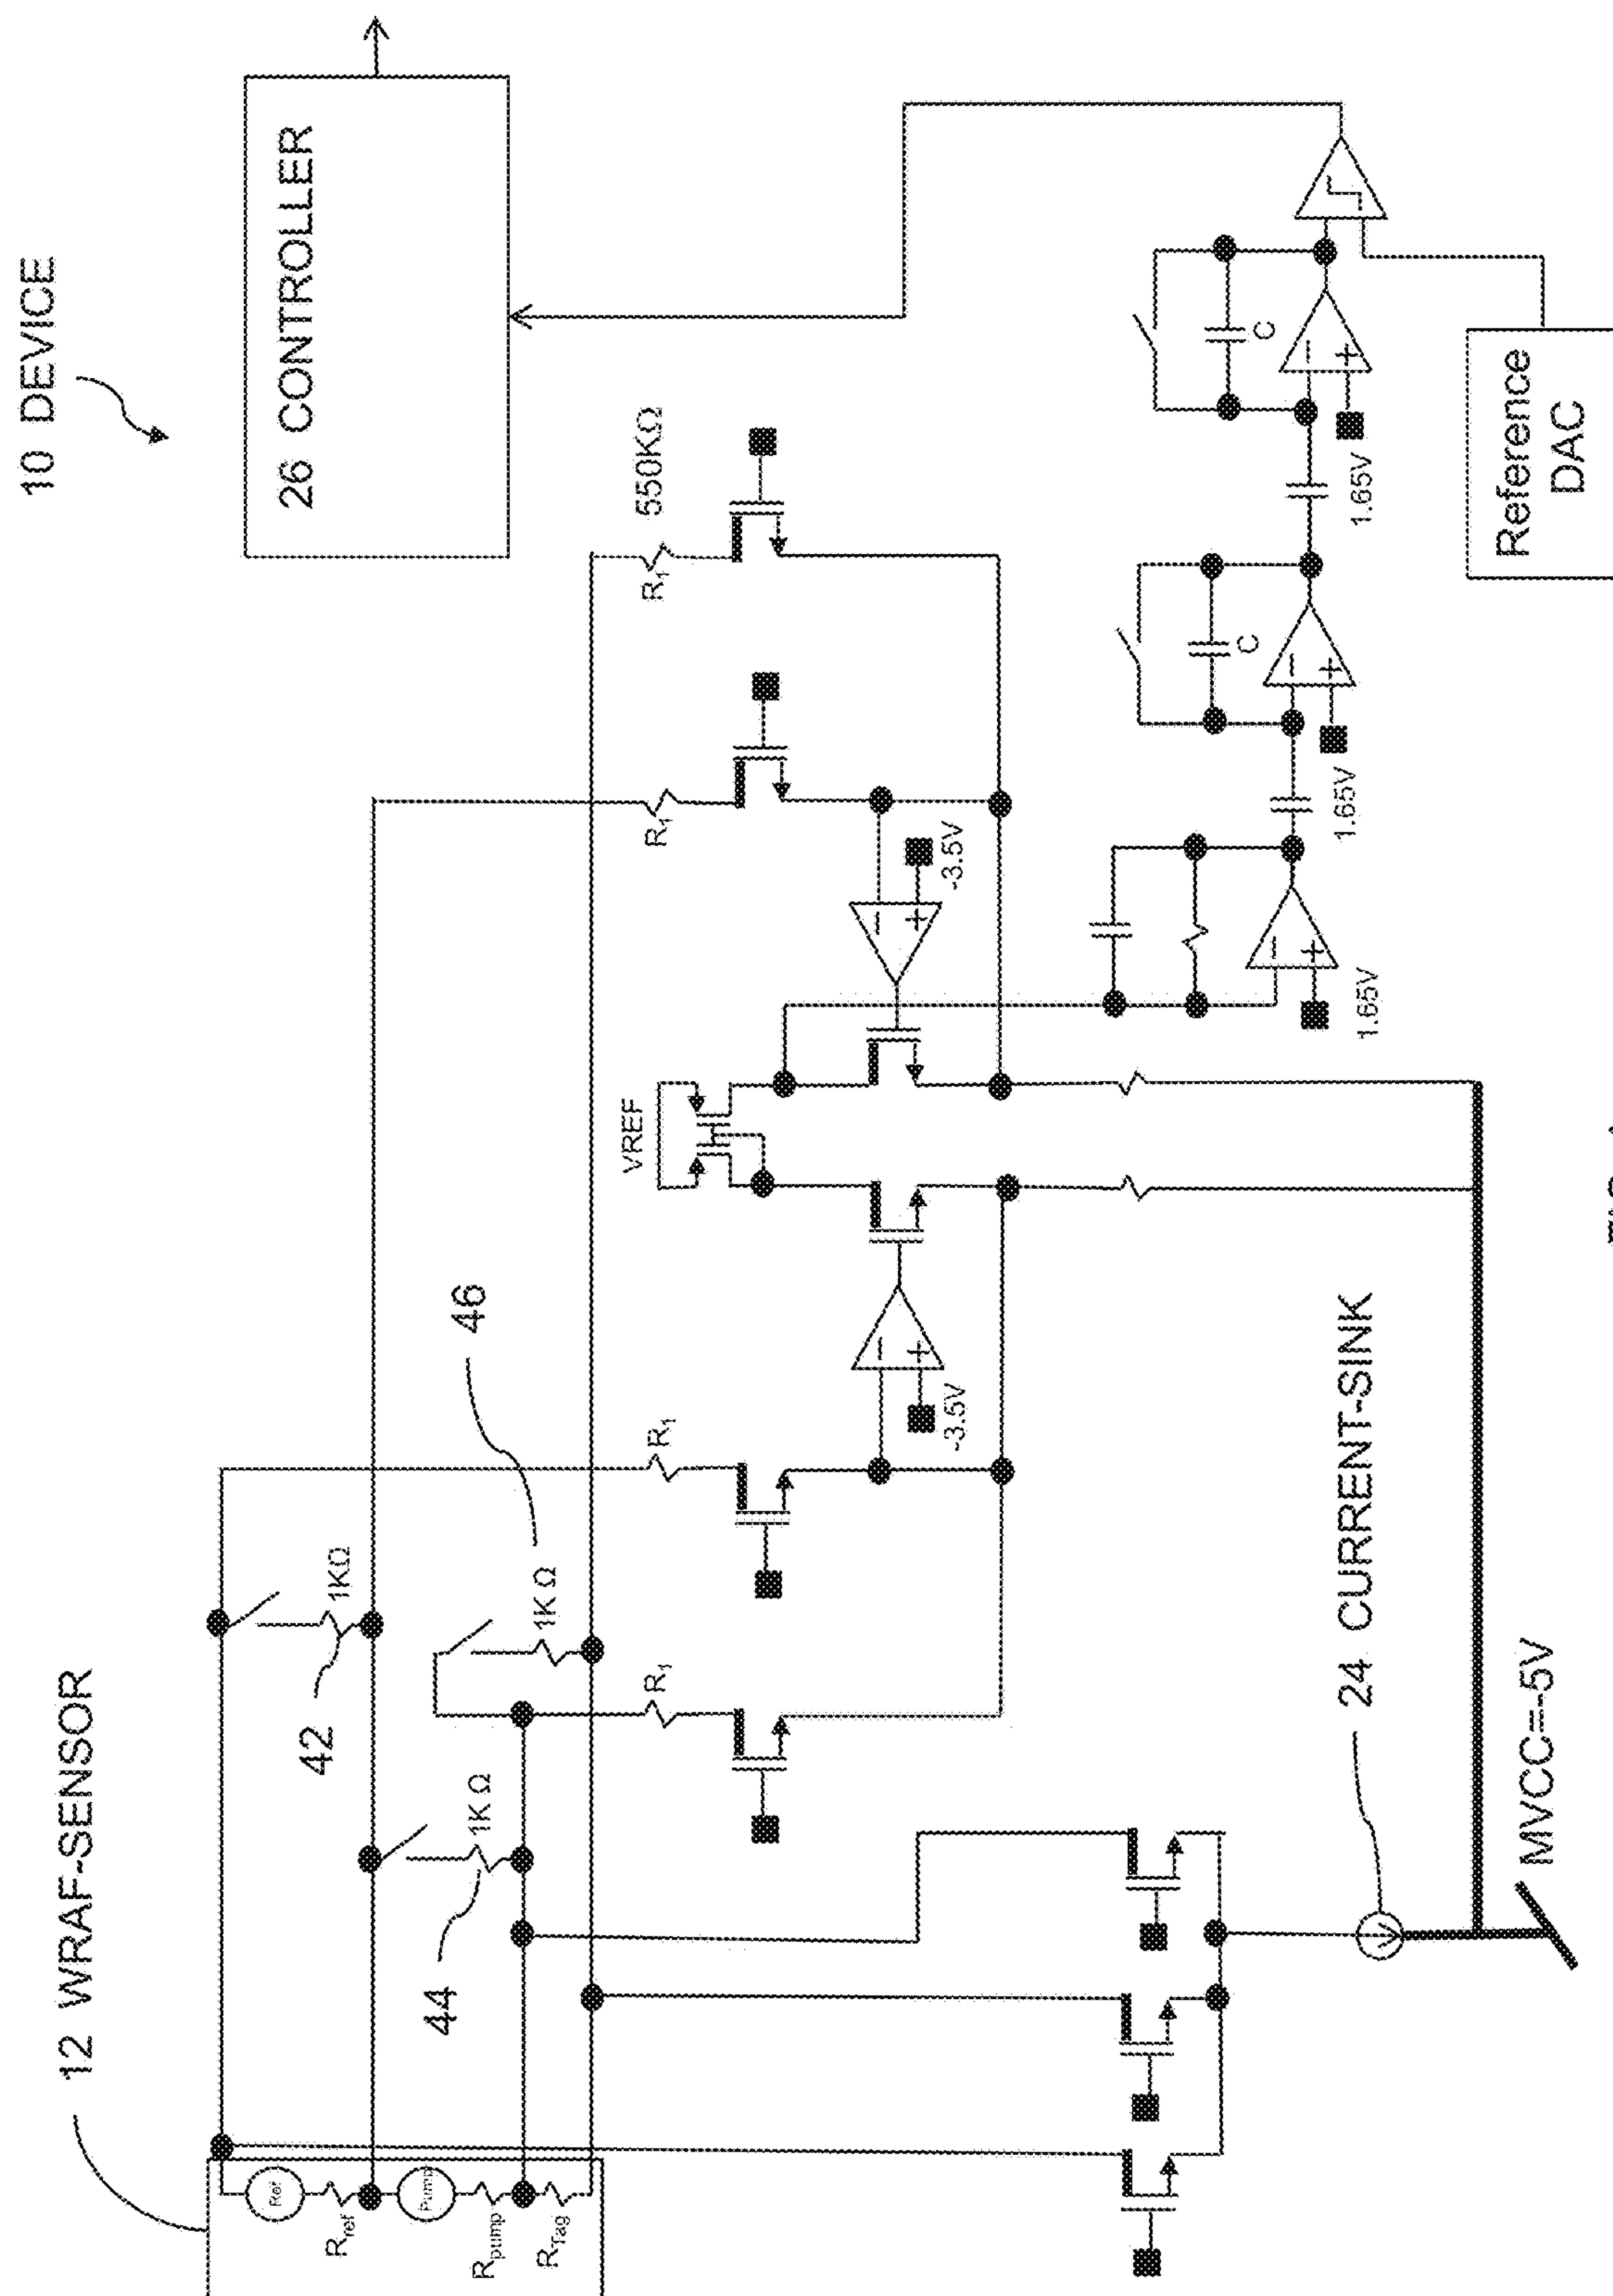 10 DEVICE
12 WRAF-SENSOR
26 CONTROLLER
Ref
Rref
Pump
Rpump
RTag
42
1KΩ
44
1K Ω
46
1K Ω
R1
R1
R1
R1
550KΩ
VREF
-3.5V
-3.5V
1.65V
1.65V
1.65V
C
C
Reference
DAC
24 CURRENT-SINK
MVCC=-5V